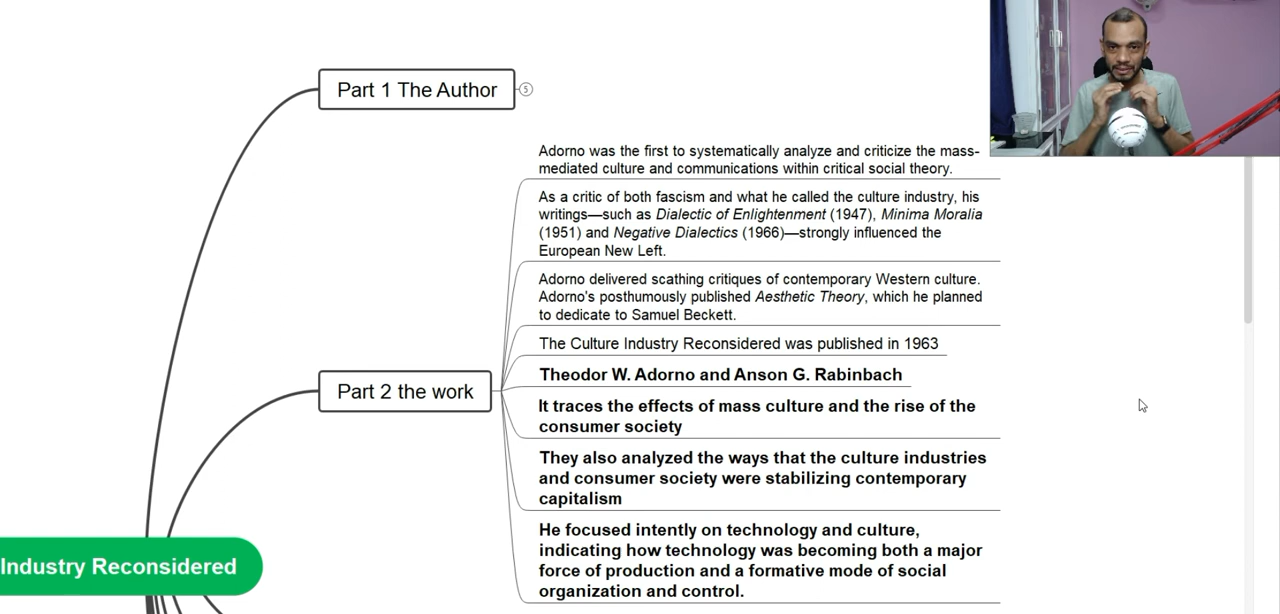 Part 1 The Author
5
Adorno was the first to systematically analyze and criticize the mass-
mediated culture and communications within critical social theory.
As a critic of both fascism and what he called the culture industry, his
writings—such as Dialectic of Enlightenment (1947), Minima Moralia
(1951) and Negative Dialectics (1966)—strongly influenced the
European New Left.
Adorno delivered scathing critiques of contemporary Western culture.
Adorno's posthumously published Aesthetic Theory, which he planned
to dedicate to Samuel Beckett.
The Culture Industry Reconsidered was published in 1963
Part 2 the work
Theodor W. Adorno and Anson G. Rabinbach
It traces the effects of mass culture and the rise of the
consumer society
They also analyzed the ways that the culture industries
and consumer society were stabilizing contemporary
capitalism
He focused intently on technology and culture,
indicating how technology was becoming both a major
force of production and a formative mode of social
organization and control.
Industry Reconsidered